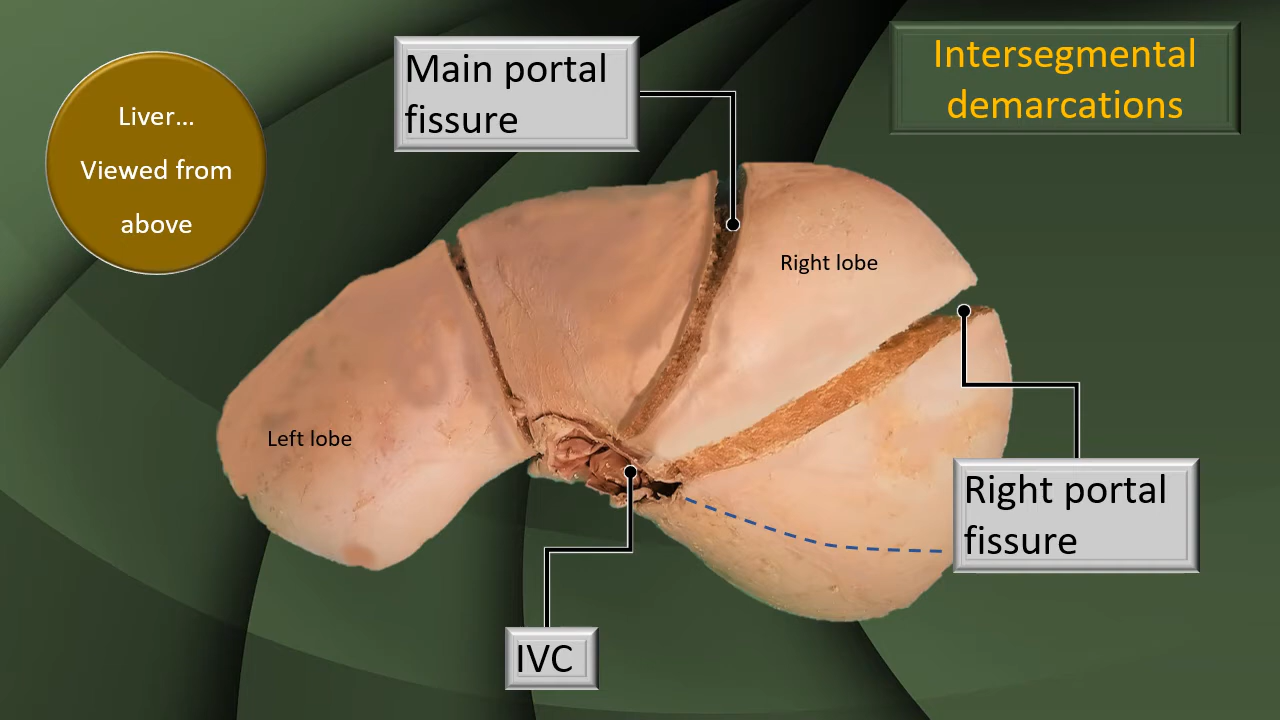 Liver...
Viewed from
above
Main portal
fissure
Intersegmental
demarcations
Right lobe
Left lobe
Right portal
fissure
IVC